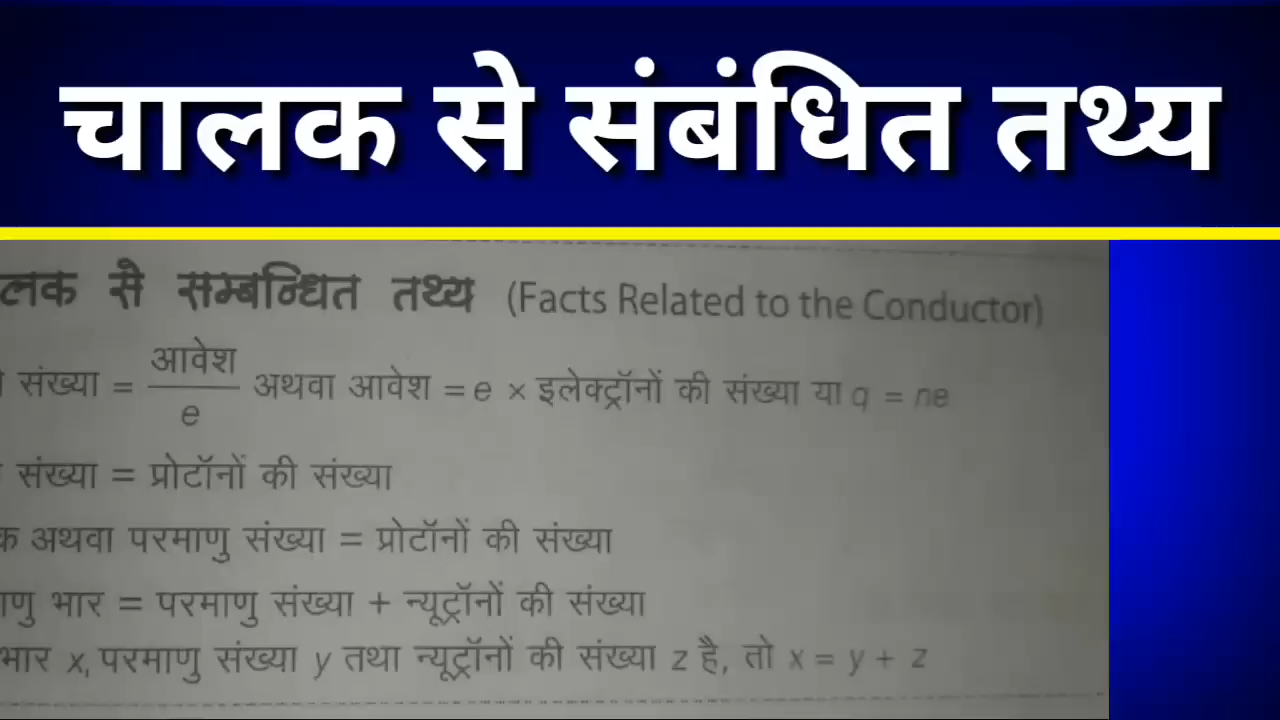 चालक से संबंधित तथ्य
लक से सम्बन्धित तथ्य (Facts Related to the Conductor)
संख्या = आवेश / e अथवा आवेश = e × इलेक्ट्रॉनों की संख्या या q = ne
संख्या = प्रोटॉनों की संख्या
क अथवा परमाणु संख्या = प्रोटॉनों की संख्या
ाणु भार = परमाणु संख्या + न्यूट्रॉनों की संख्या
भार x, परमाणु संख्या y तथा न्यूट्रॉनों की संख्या z है, तो x = y + z